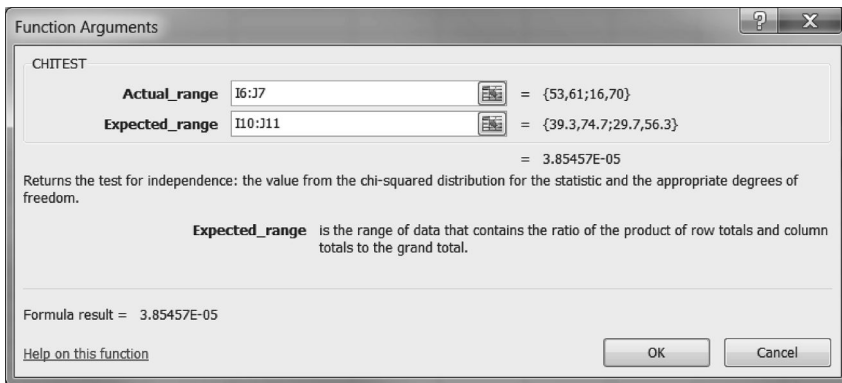 Function Arguments ? X
CHITEST
Actual_range I6:J7 = {53,61;16,70}
Expected_range I10:J11 = {39.3,74.7;29.7,56.3}
= 3.85457E-05
Returns the test for independence: the value from the chi-squared distribution for the statistic and the appropriate degrees of
freedom.
Expected_range is the range of data that contains the ratio of the product of row totals and column
totals to the grand total.
Formula result = 3.85457E-05
Help on this function OK Cancel